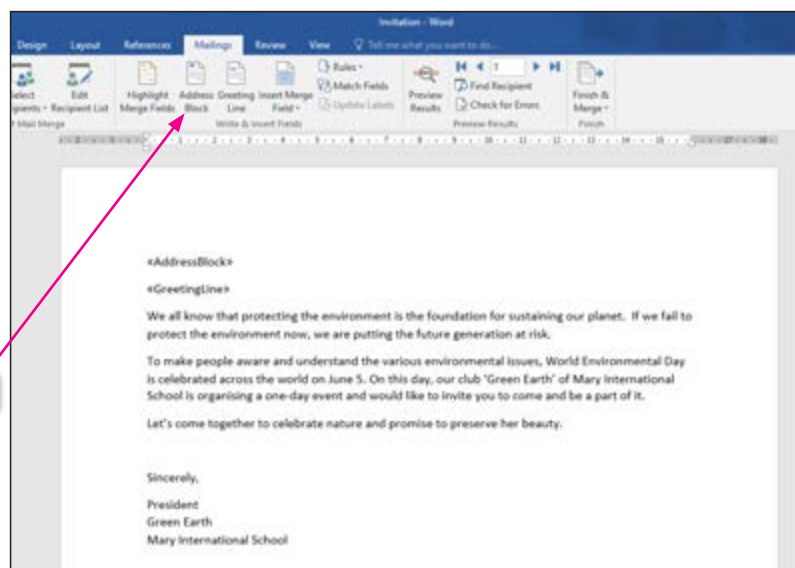 Invitation - Word
Design Layout References Mailings Review View Tell me what you want to do...
Select Edit Highlight Address Greeting Insert Merge Rules Match Fields Update Labels Preview 1 Find Recipient Check for Errors Finish &
Recipient List Merge Fields Block Line Field Results Merge
Mail Merge Write & Insert Fields Preview Results Finish
«AddressBlock»
«GreetingLine»
We all know that protecting the environment is the foundation for sustaining our planet. If we fail to
protect the environment now, we are putting the future generation at risk.
To make people aware and understand the various environmental issues, World Environmental Day
is celebrated across the world on June 5. On this day, our club 'Green Earth' of Mary International
School is organising a one-day event and would like to invite you to come and be a part of it.
Let's come together to celebrate nature and promise to preserve her beauty.
Sincerely,
President
Green Earth
Mary International School